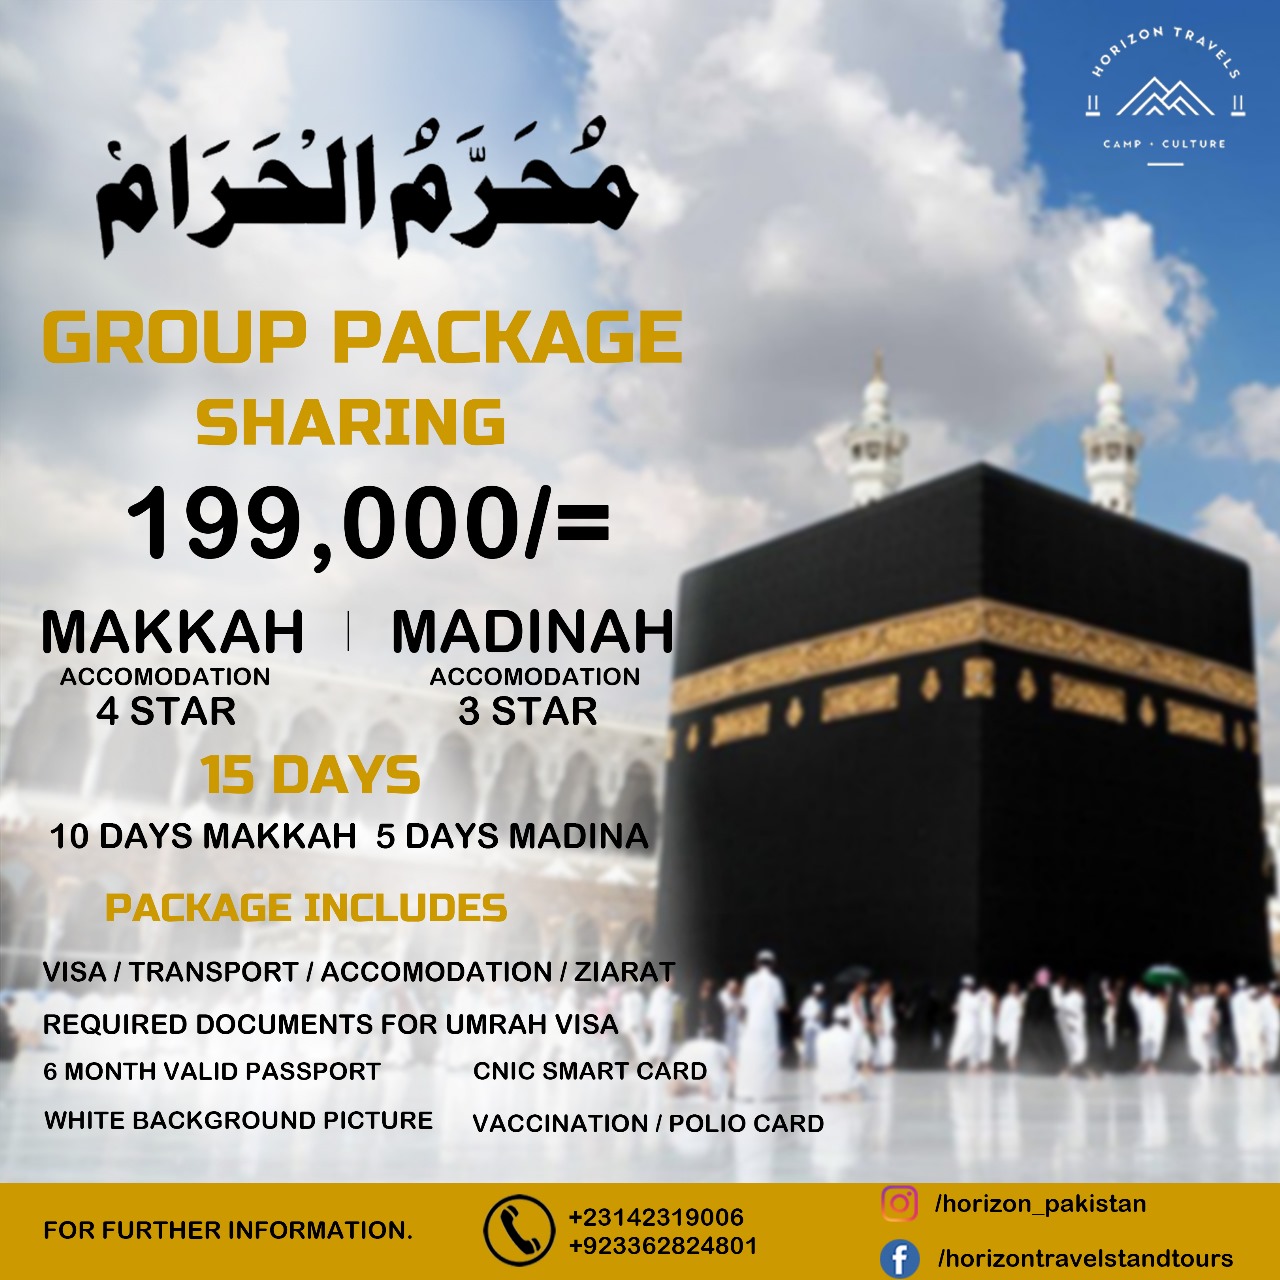 HORIZON TRAVELS
CAMP · CULTURE
مُحَرَّمُ الْحَرَامْ
GROUP PACKAGE
SHARING
199,000/=
MAKKAH | MADINAH
ACCOMODATION ACCOMODATION
4 STAR 3 STAR
15 DAYS
10 DAYS MAKKAH 5 DAYS MADINA
PACKAGE INCLUDES
VISA / TRANSPORT / ACCOMODATION / ZIARAT
REQUIRED DOCUMENTS FOR UMRAH VISA
6 MONTH VALID PASSPORT CNIC SMART CARD
WHITE BACKGROUND PICTURE VACCINATION / POLIO CARD
FOR FURTHER INFORMATION.
+23142319006
+923362824801
/horizon_pakistan
/horizontravelstandtours